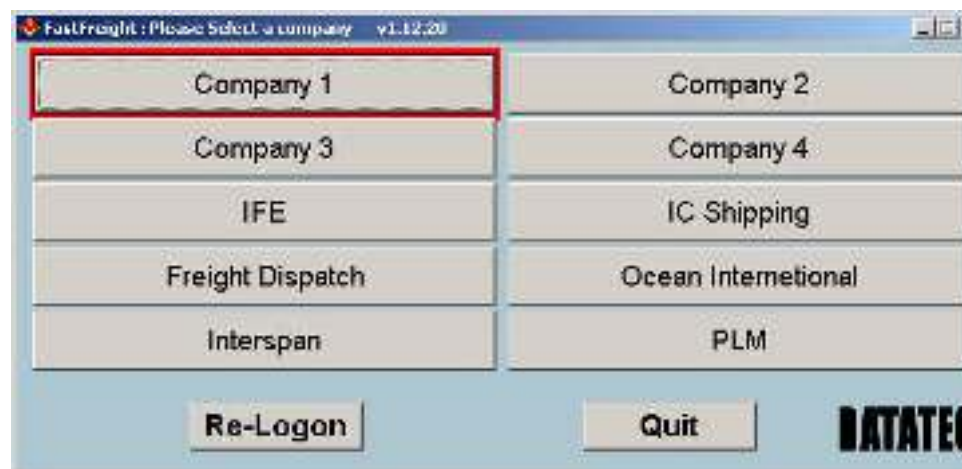 FastFreight : Please Select a company v1.12.20
Company 1 Company 2
Company 3 Company 4
IFE IC Shipping
Freight Dispatch Ocean Internetional
Interspan PLM
Re-Logon Quit DATATEC